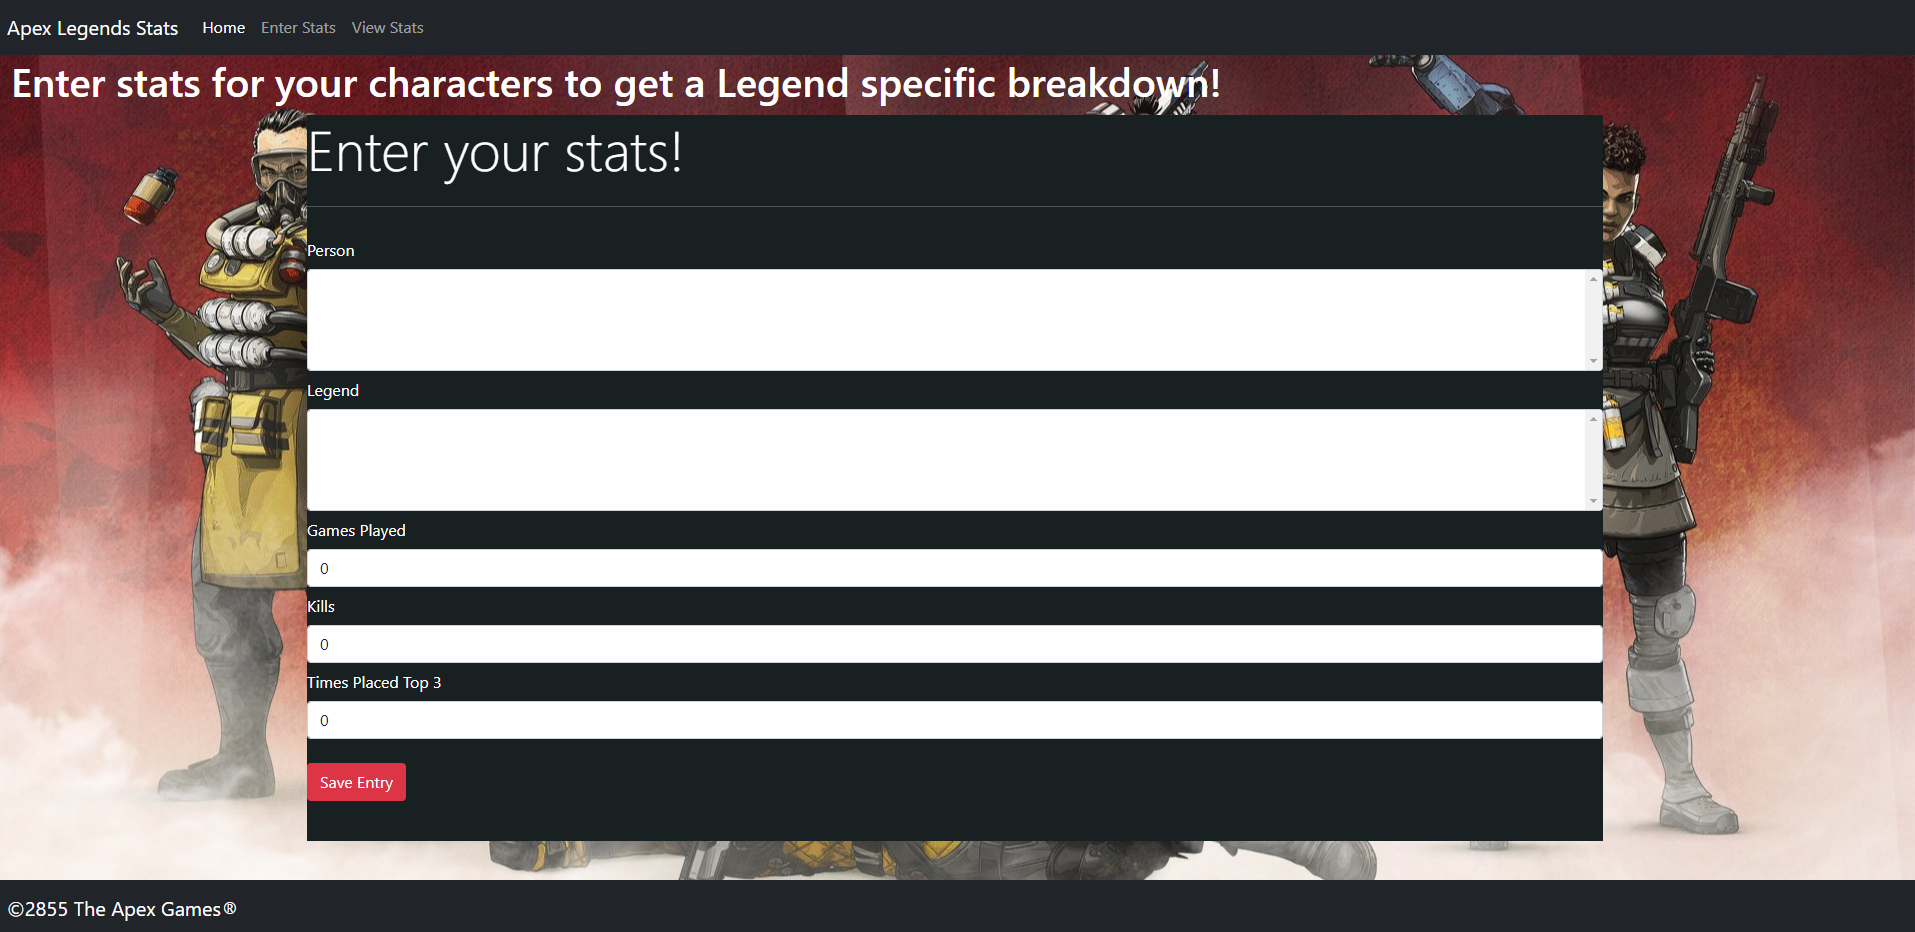 Apex Legends Stats Home Enter Stats View Stats
Enter stats for your characters to get a Legend specific breakdown!
Enter your stats!
Person
Legend
Games Played
0
Kills
0
Times Placed Top 3
0
Save Entry
©2855 The Apex Games®